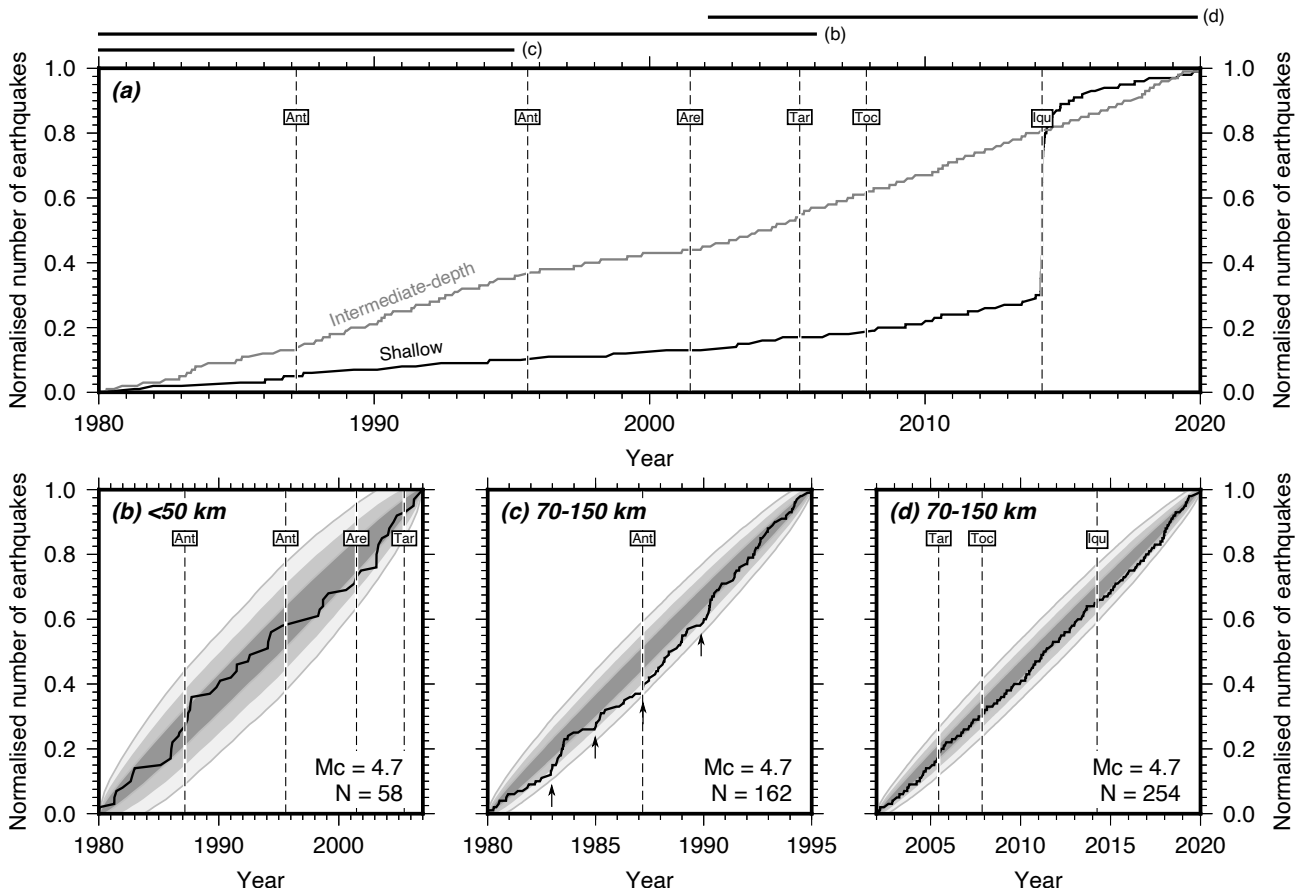 (d)
(b)
(c)
Normalised number of earthquakes
1.0
0.8
0.6
0.4
0.2
0.0
(a)
Ant
Ant
Are
Tar
Toc
Iqu
Intermediate-depth
Shallow
1.0
0.8
0.6
0.4
0.2
0.0
Normalised number of earthquakes
1980
1990
2000
2010
2020
Year
Normalised number of earthquakes
1.0
0.8
0.6
0.4
0.2
0.0
(b) <50 km
Ant
Ant
Are
Tar
Mc = 4.7
N = 58
1980
1990
2000
Year
(c) 70-150 km
Ant
Mc = 4.7
N = 162
1980
1985
1990
1995
Year
(d) 70-150 km
Tar
Toc
Iqu
Mc = 4.7
N = 254
1.0
0.8
0.6
0.4
0.2
0.0
Normalised number of earthquakes
2005
2010
2015
2020
Year